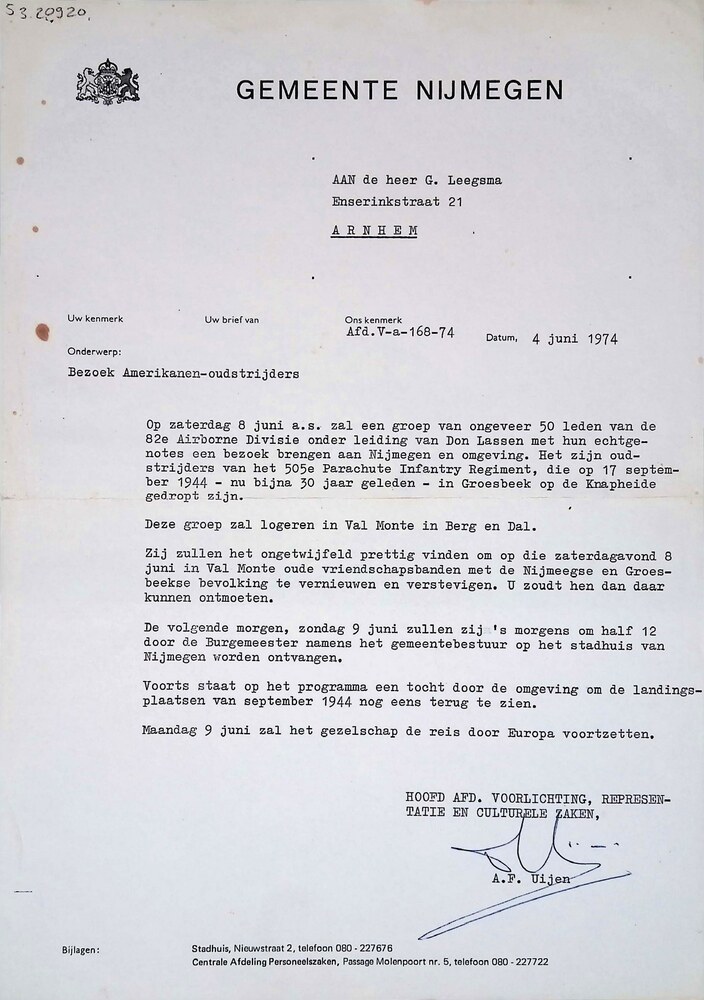 S 3.20920.
GEMEENTE NIJMEGEN
AAN de heer G. Leegsma
Enserinkstraat 21
A R N H E M
Uw kenmerk
Uw brief van
Ons kenmerk
Afd.V-a-168-74
Datum, 4 juni 1974
Onderwerp:
Bezoek Amerikanen-oudstrijders
Op zaterdag 8 juni a.s. zal een groep van ongeveer 50 leden van de
82e Airborne Divisie onder leiding van Don Lassen met hun echtge-
notes een bezoek brengen aan Nijmegen en omgeving. Het zijn oud-
strijders van het 505e Parachute Infantry Regiment, die op 17 septem-
ber 1944 - nu bijna 30 jaar geleden - in Groesbeek op de Knapheide
gedropt zijn.
Deze groep zal logeren in Val Monte in Berg en Dal.
Zij zullen het ongetwijfeld prettig vinden om op die zaterdagavond 8
juni in Val Monte oude vriendschapsbanden met de Nijmeegse en Groes-
beekse bevolking te vernieuwen en verstevigen. U zoudt hen dan daar
kunnen ontmoeten.
De volgende morgen, zondag 9 juni zullen zij 's morgens om half 12
door de Burgemeester namens het gemeentebestuur op het stadhuis van
Nijmegen worden ontvangen.
Voorts staat op het programma een tocht door de omgeving om de landings-
plaatsen van september 1944 nog eens terug te zien.
Maandag 9 juni zal het gezelschap de reis door Europa voortzetten.
HOOFD AFD. VOORLICHTING, REPRESEN-
TATIE EN CULTURELE ZAKEN,
A.F. Uijen
Bijlagen:
Stadhuis, Nieuwstraat 2, telefoon 080 - 227676
Centrale Afdeling Personeelszaken, Passage Molenpoort nr. 5, telefoon 080 - 227722